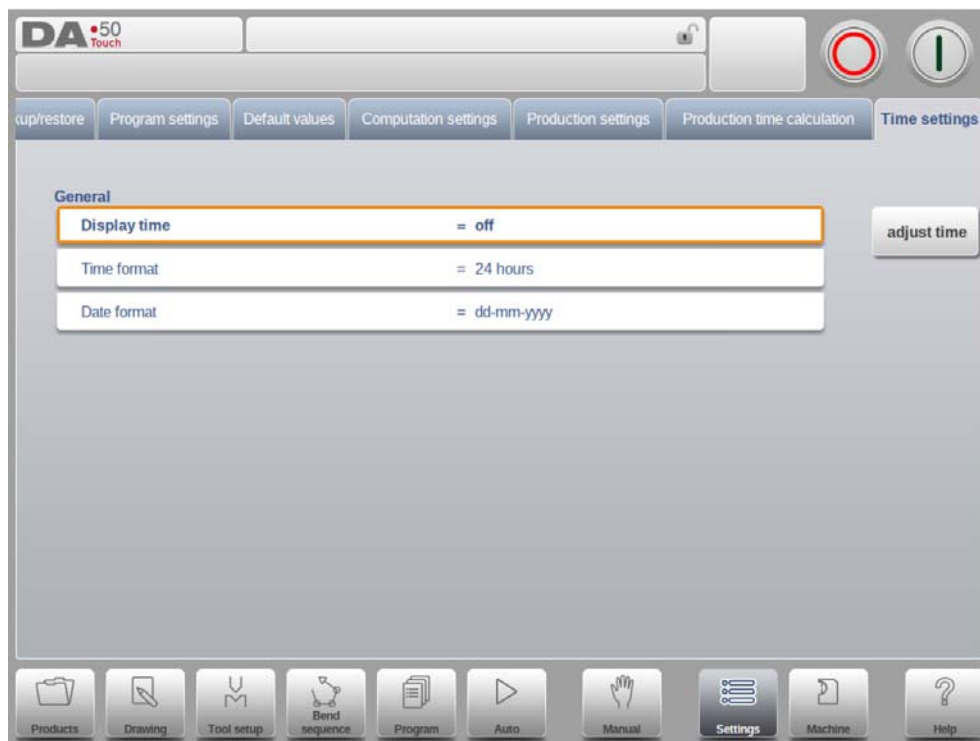 DA 50
Touch
kup/restore Program settings Default values Computation settings Production settings Production time calculation Time settings
General
Display time = off
adjust time
Time format = 24 hours
Date format = dd-mm-yyyy
Products Drawing Tool setup Bend sequence Program Auto Manual Settings Machine Help